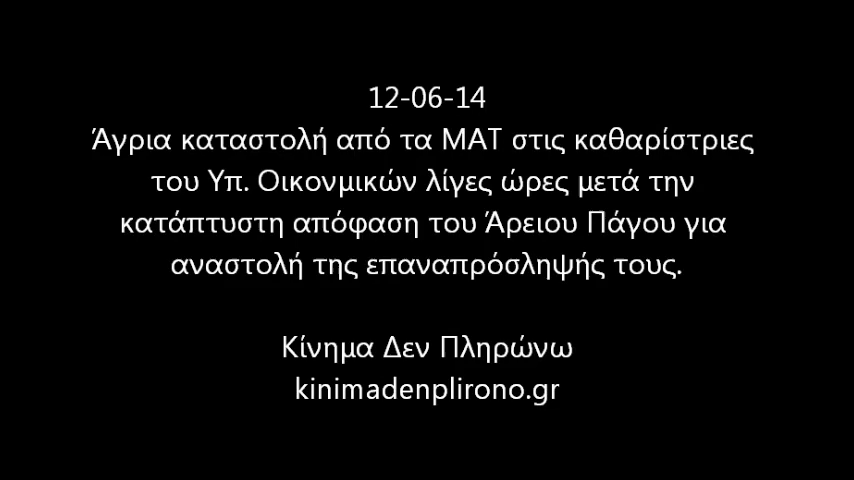 12-06-14
Άγρια καταστολή από τα ΜΑΤ στις καθαρίστριες
του Υπ. Οικονμικών λίγες ώρες μετά την
κατάπτυστη απόφαση του Άρειου Πάγου για
αναστολή της επαναπρόσληψής τους.
Κίνημα Δεν Πληρώνω
kinimadenplirono.gr